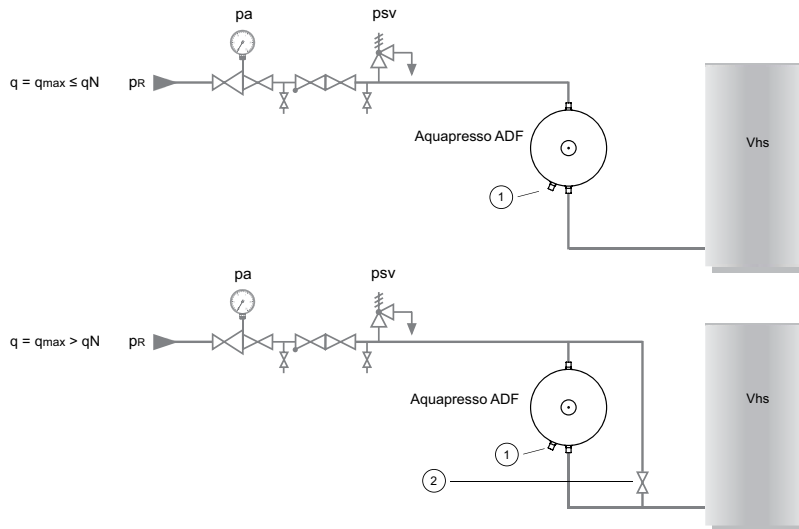 pa psv
q = qmax ≤ qN pR
Aquapresso ADF Vhs
1
pa psv
q = qmax > qN pR
Aquapresso ADF Vhs
1
2